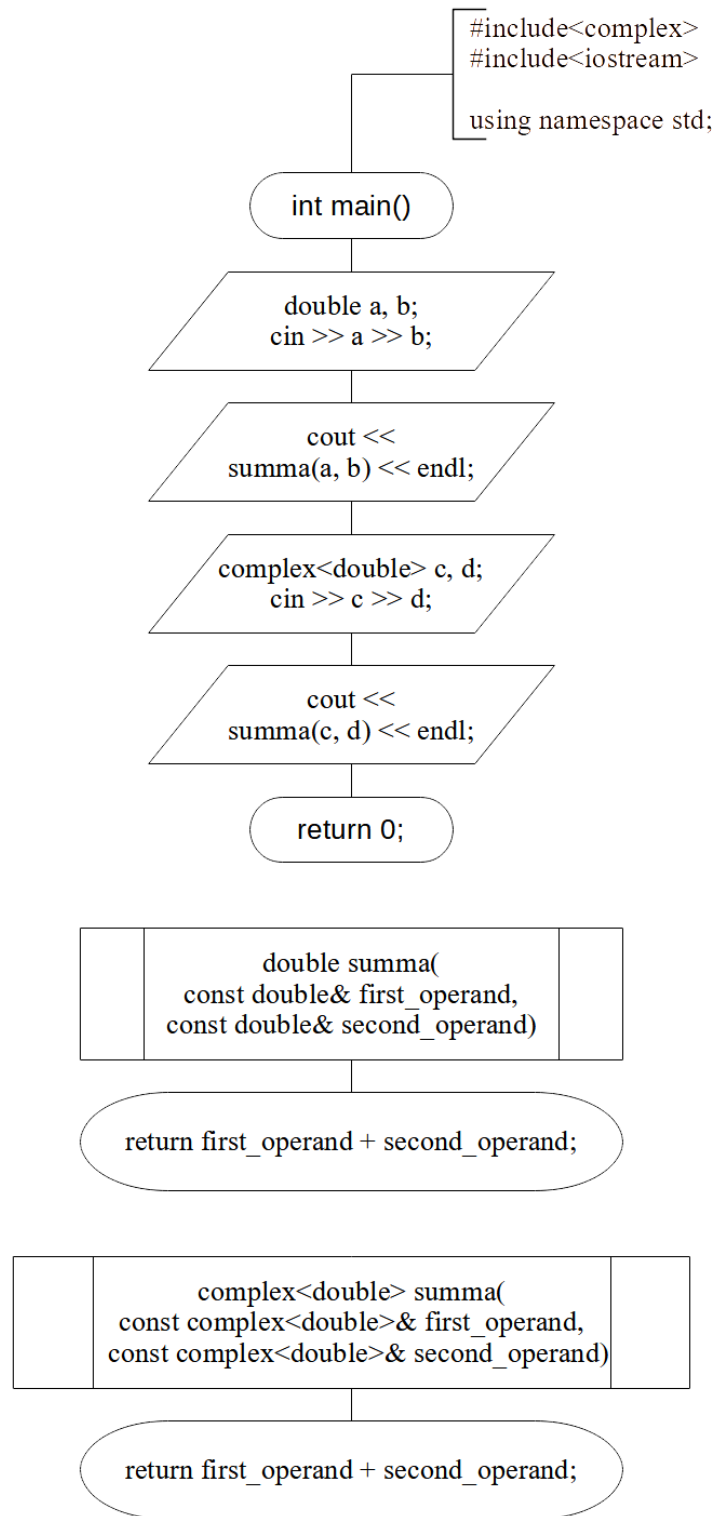 #include<complex>
#include<iostream>
using namespace std;
int main()
double a, b;
cin >> a >> b;
cout <<
summa(a, b) << endl;
complex<double> c, d;
cin >> c >> d;
cout <<
summa(c, d) << endl;
return 0;
double summa(
const double& first_operand,
const double& second_operand)
return first_operand + second_operand;
complex<double> summa(
const complex<double>& first_operand,
const complex<double>& second_operand)
return first_operand + second_operand;